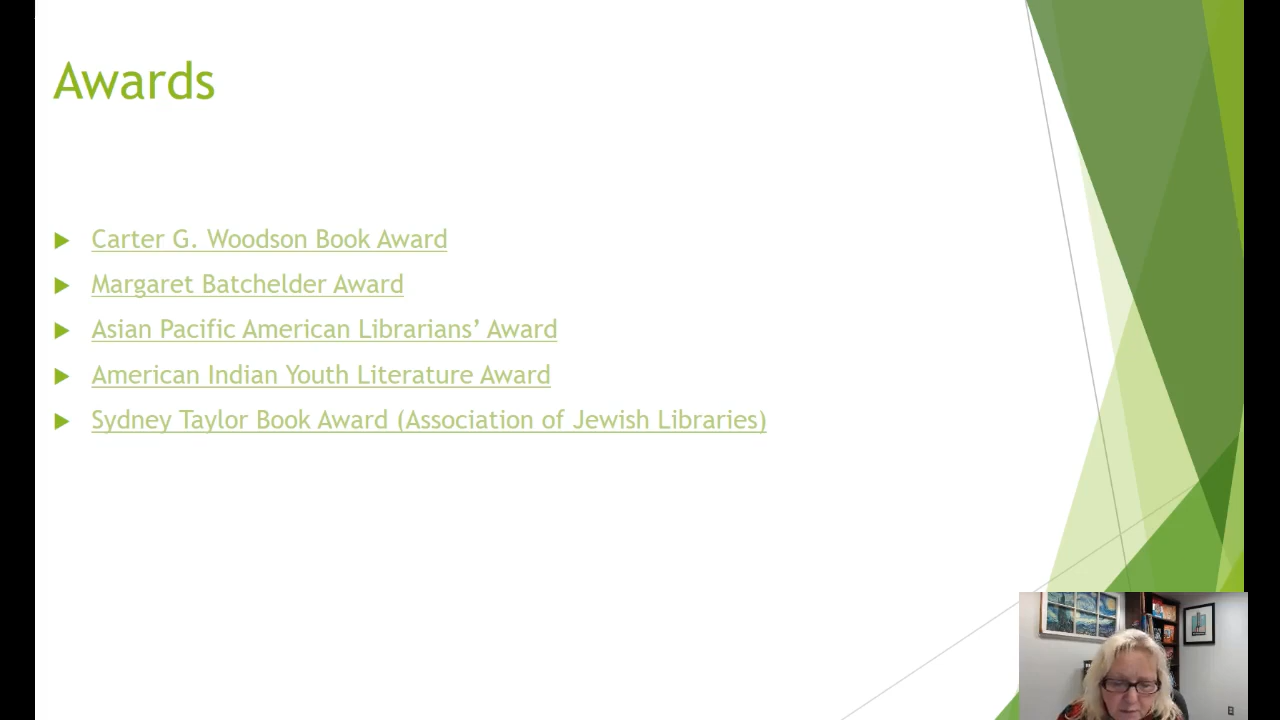 Awards
Carter G. Woodson Book Award
Margaret Batchelder Award
Asian Pacific American Librarians’ Award
American Indian Youth Literature Award
Sydney Taylor Book Award (Association of Jewish Libraries)